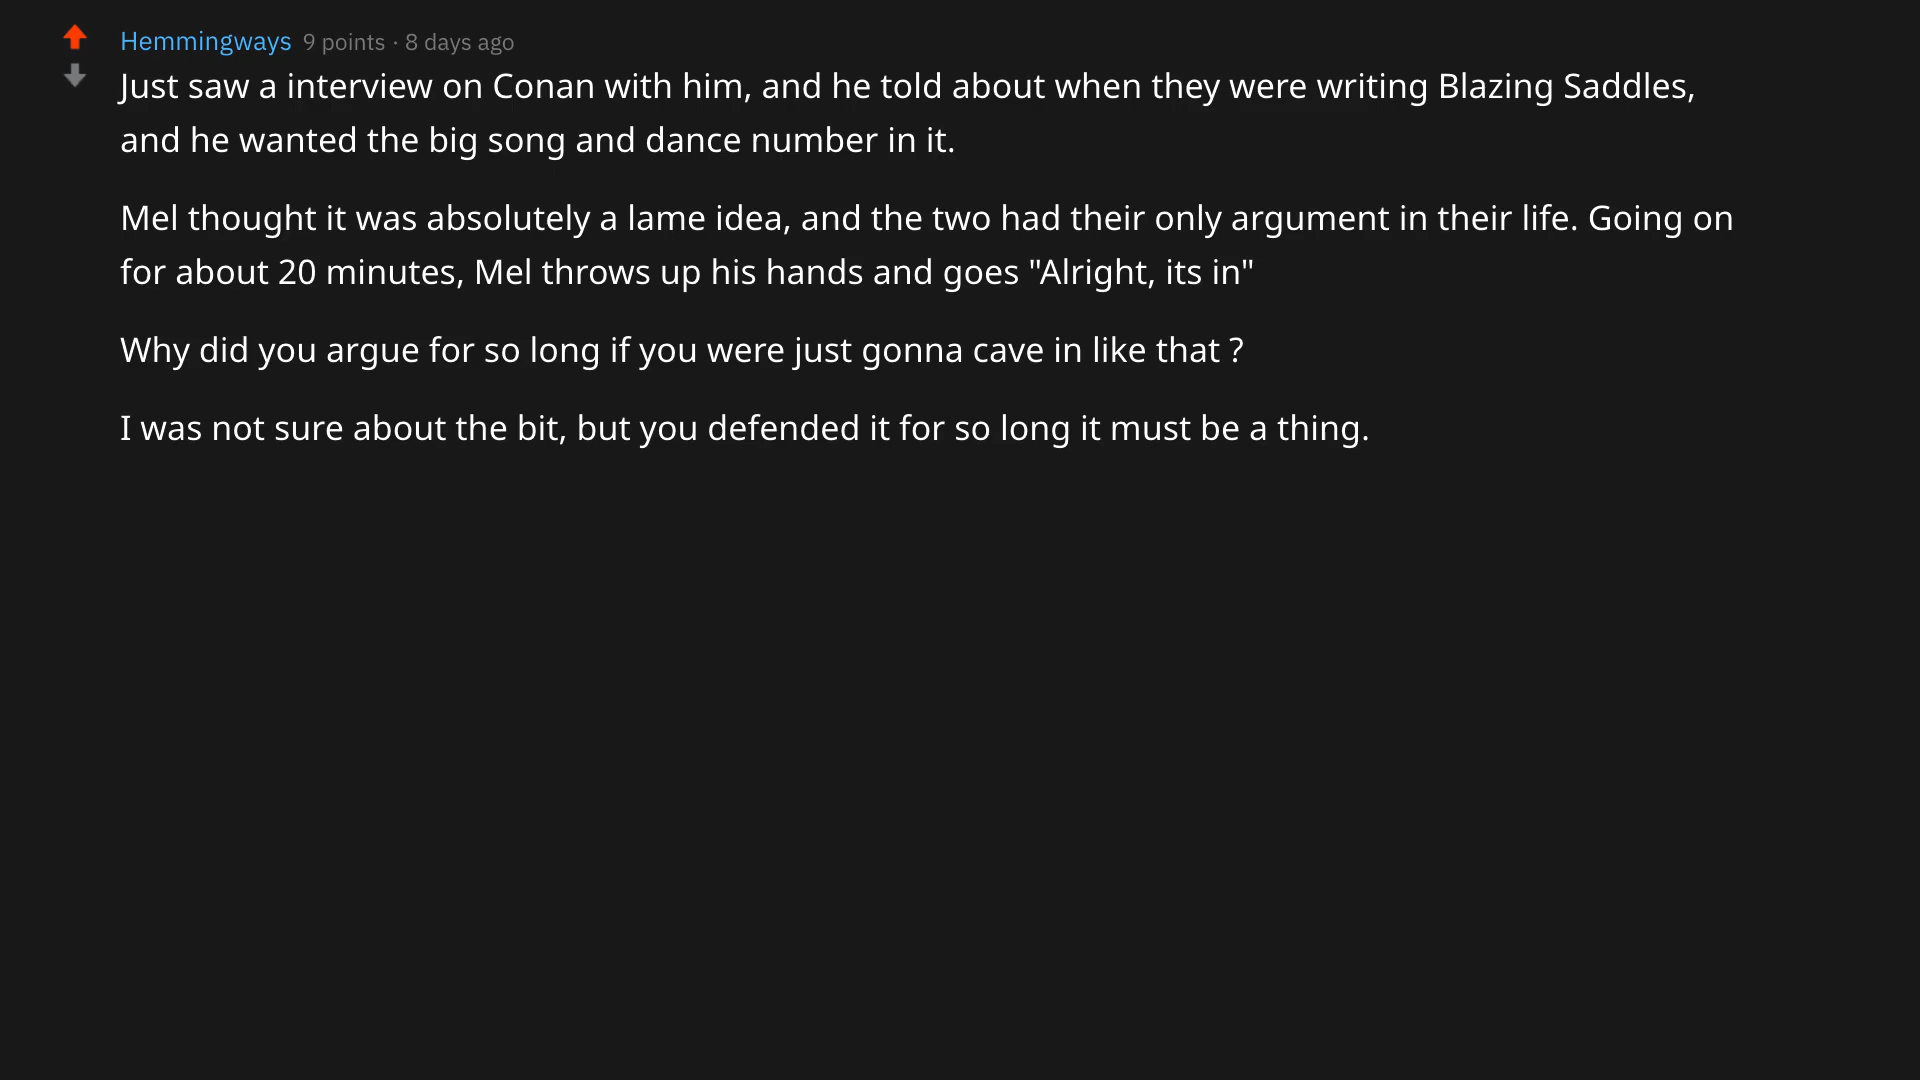 Hemmingways 9 points · 8 days ago
Just saw a interview on Conan with him, and he told about when they were writing Blazing Saddles,
and he wanted the big song and dance number in it.
Mel thought it was absolutely a lame idea, and the two had their only argument in their life. Going on
for about 20 minutes, Mel throws up his hands and goes "Alright, its in"
Why did you argue for so long if you were just gonna cave in like that ?
I was not sure about the bit, but you defended it for so long it must be a thing.